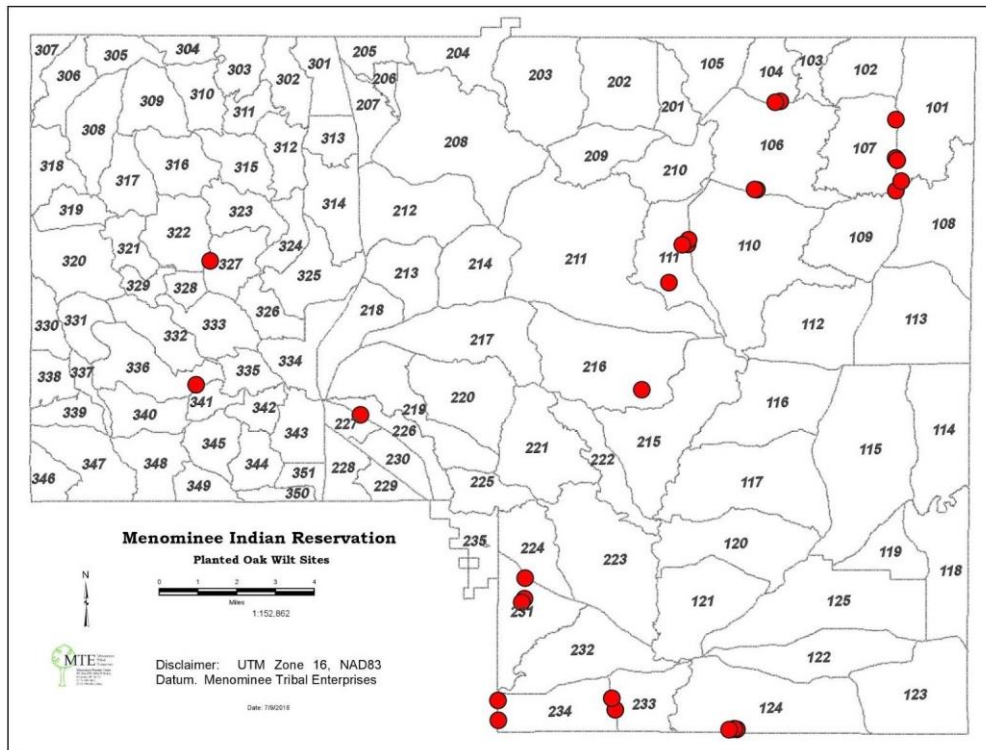 307 305 304 303 302 301 205 204 203 202 105 104 103 102 101
306 309 310 311 206 207 201
308 312 313 208 209 210 106 107
318 317 316 315 314
319 323 212 108
320 321 322 327 324 325 213 214 211 111 110 109
329 328 326 218 112 113
330 331 332 333 217
338 337 336 335 334 216
339 340 341 342 343 227 219 220 226 116
346 347 348 345 344 351 228 230 221 222 215 115 114
349 350 229 225 117
Menominee Indian Reservation
Planted Oak Wilt Sites
N
0 1 2 3 4
Miles
1:152,862
MTE
Menominee
Tribal
Enterprises
Disclaimer: UTM Zone 16, NAD83
Datum. Menominee Tribal Enterprises
Date: 7/9/2018
235 224 223 120 119 118
231 121 125
232 122
234 233 124 123